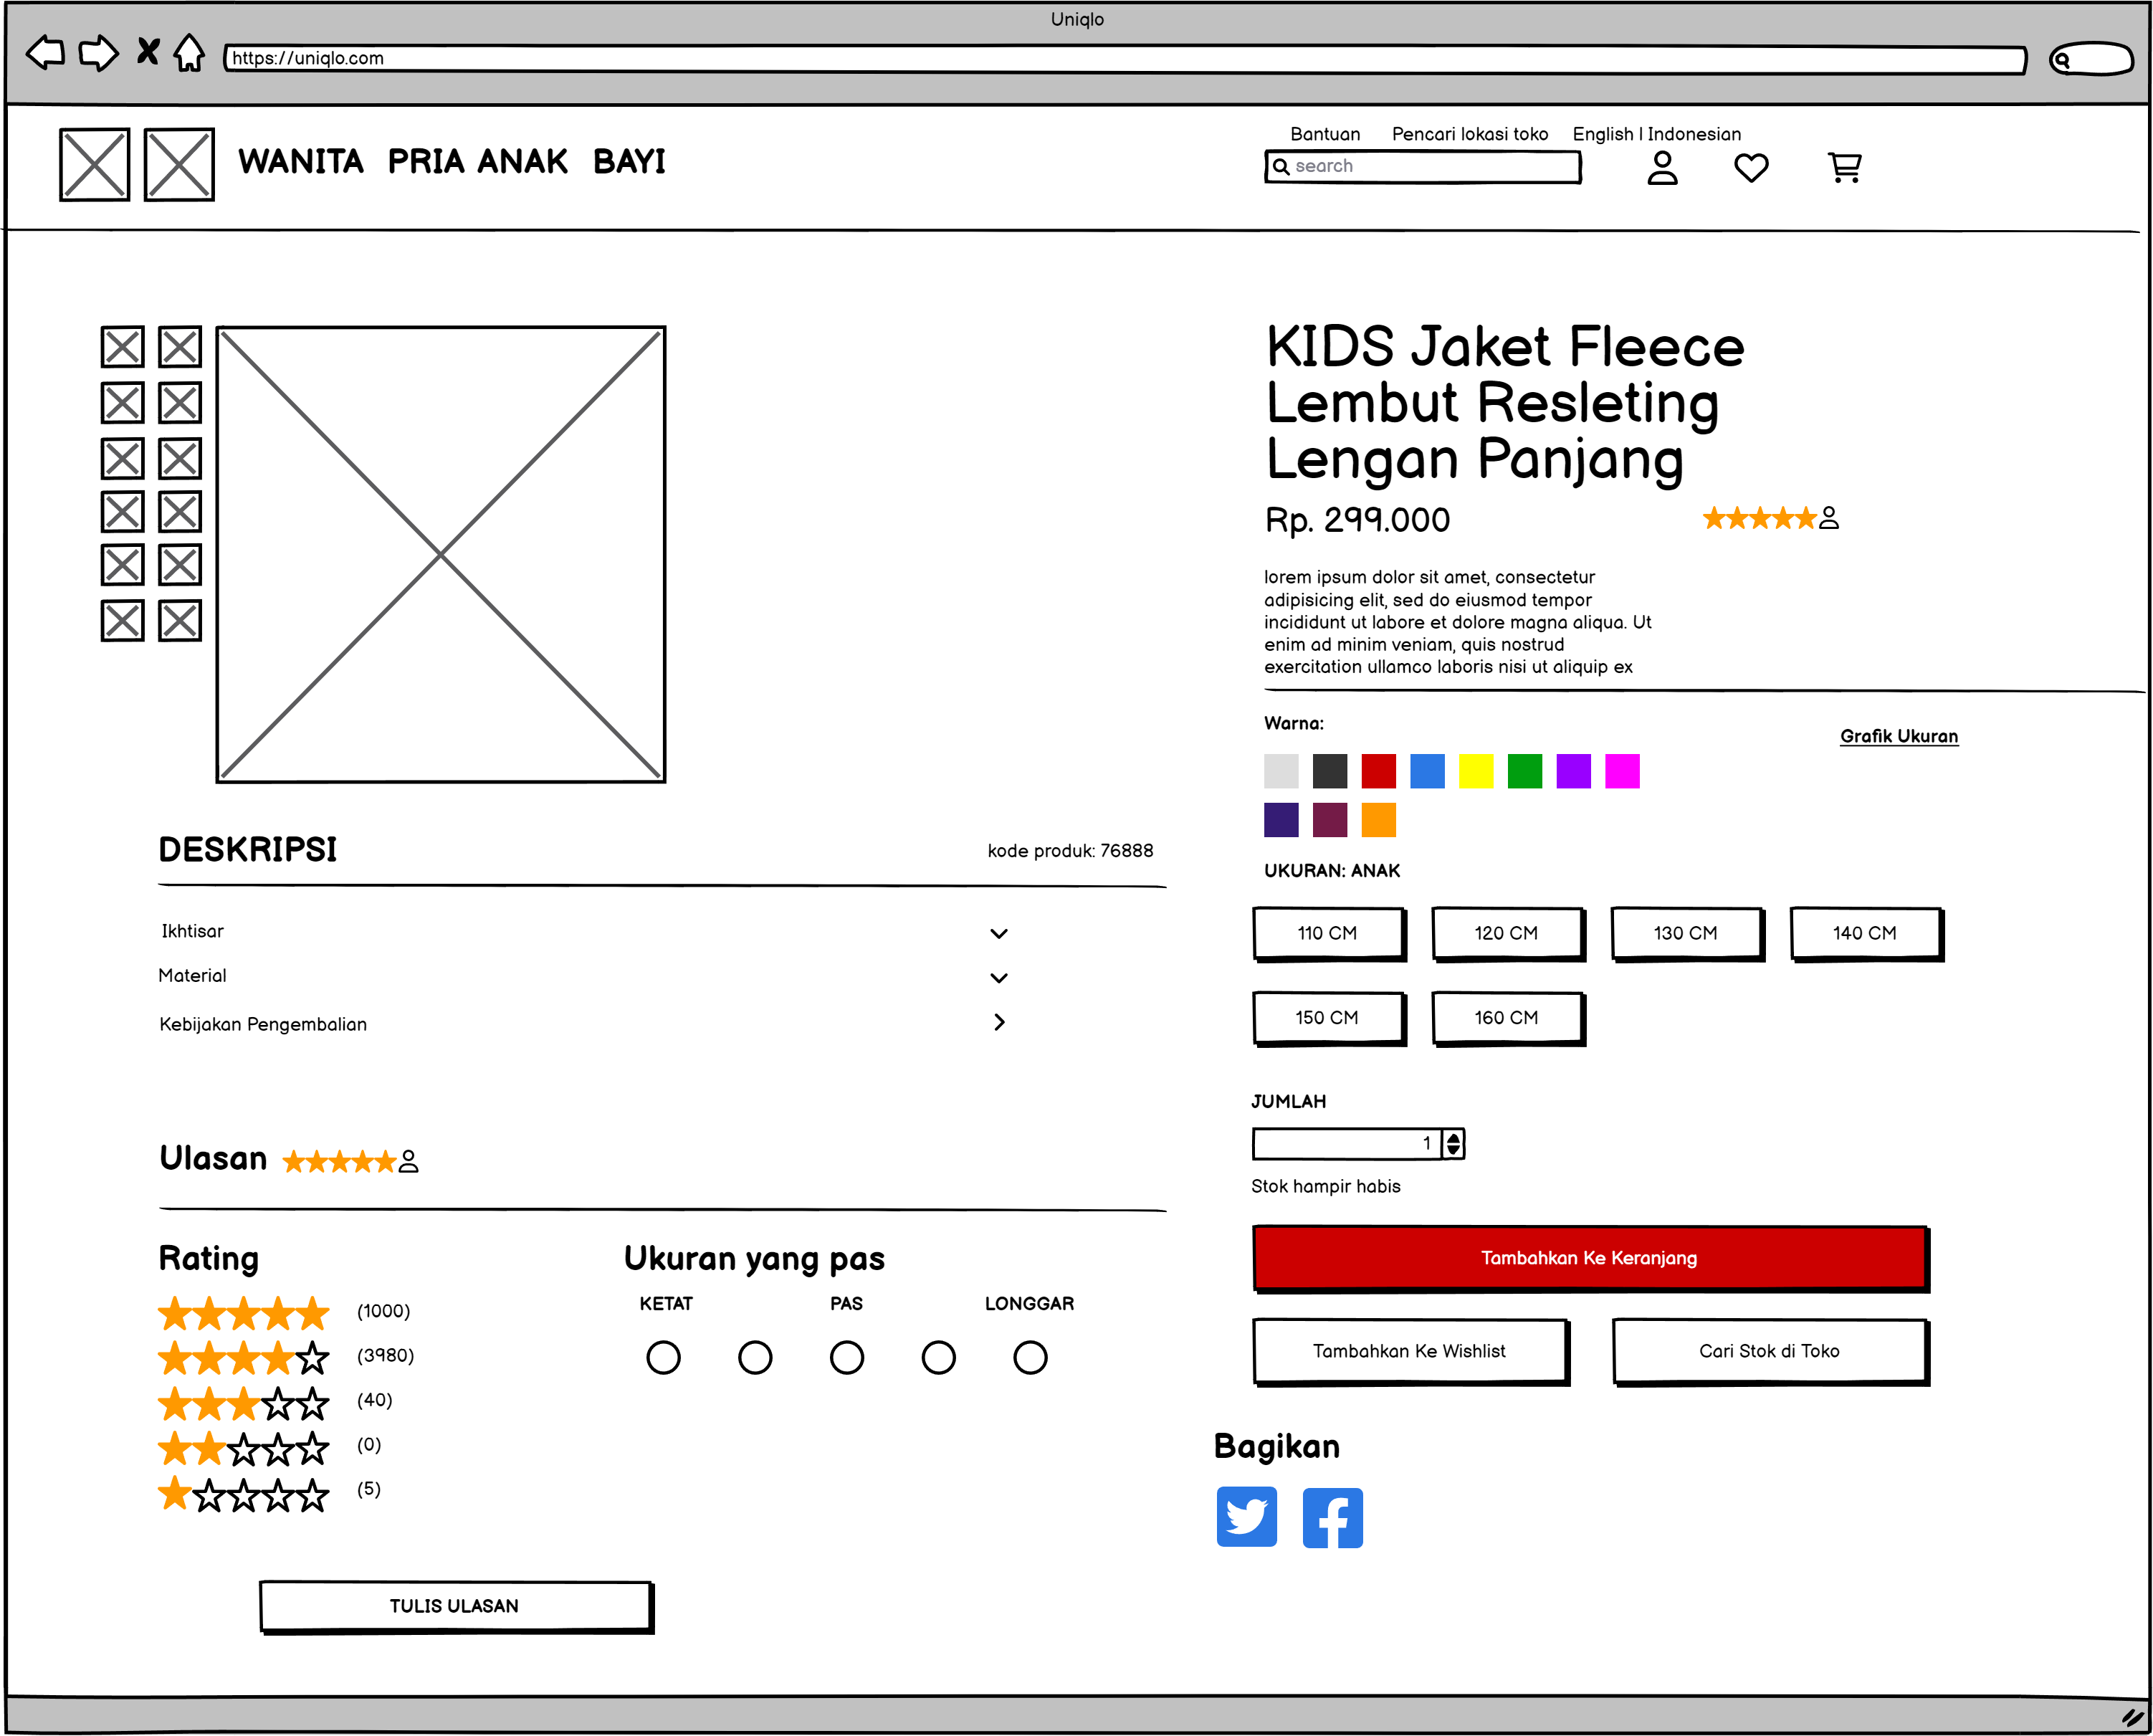 Uniqlo
https://uniqlo.com
Bantuan Pencari lokasi toko English | Indonesian
WANITA PRIA ANAK BAYI
search
KIDS Jaket Fleece
Lembut Resleting
Lengan Panjang
Rp. 299.000
lorem ipsum dolor sit amet, consectetur
adipisicing elit, sed do eiusmod tempor
incididunt ut labore et dolore magna aliqua. Ut
enim ad minim veniam, quis nostrud
exercitation ullamco laboris nisi ut aliquip ex
Warna:
Grafik Ukuran
UKURAN: ANAK
110 CM 120 CM 130 CM 140 CM
150 CM 160 CM
JUMLAH
1
Stok hampir habis
Tambahkan Ke Keranjang
Tambahkan Ke Wishlist Cari Stok di Toko
Bagikan
DESKRIPSI kode produk: 76888
Ikhtisar
Material
Kebijakan Pengembalian
Ulasan
Rating
(1000)
(3980)
(40)
(0)
(5)
Ukuran yang pas
KETAT PAS LONGGAR
TULIS ULASAN